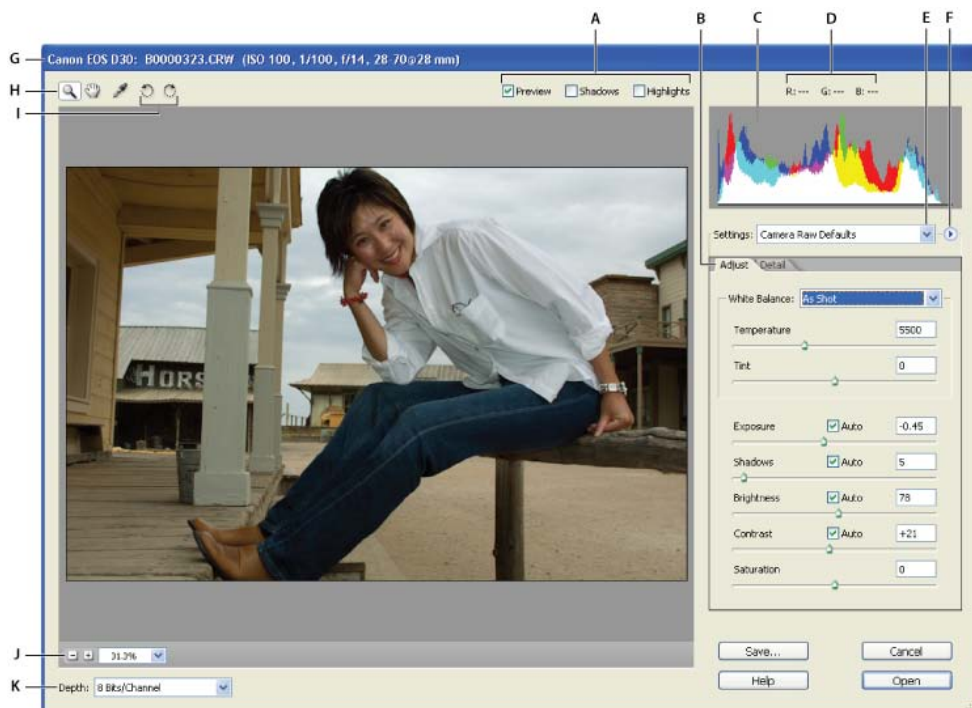 A B C D E F
G Canon EOS D30: B0000323.CRW (ISO 100, 1/100, f/14, 28-70@28 mm)
H
Preview Shadows Highlights
R: --- G: --- B: ---
I
Settings: Camera Raw Defaults
Adjust Detail
White Balance: As Shot
Temperature 5500
Tint 0
HORS
Exposure Auto -0.45
Shadows Auto 5
Brightness Auto 78
Contrast Auto +21
Saturation 0
J 31.3%
Save... Cancel
K Depth: 8 Bits/Channel
Help Open